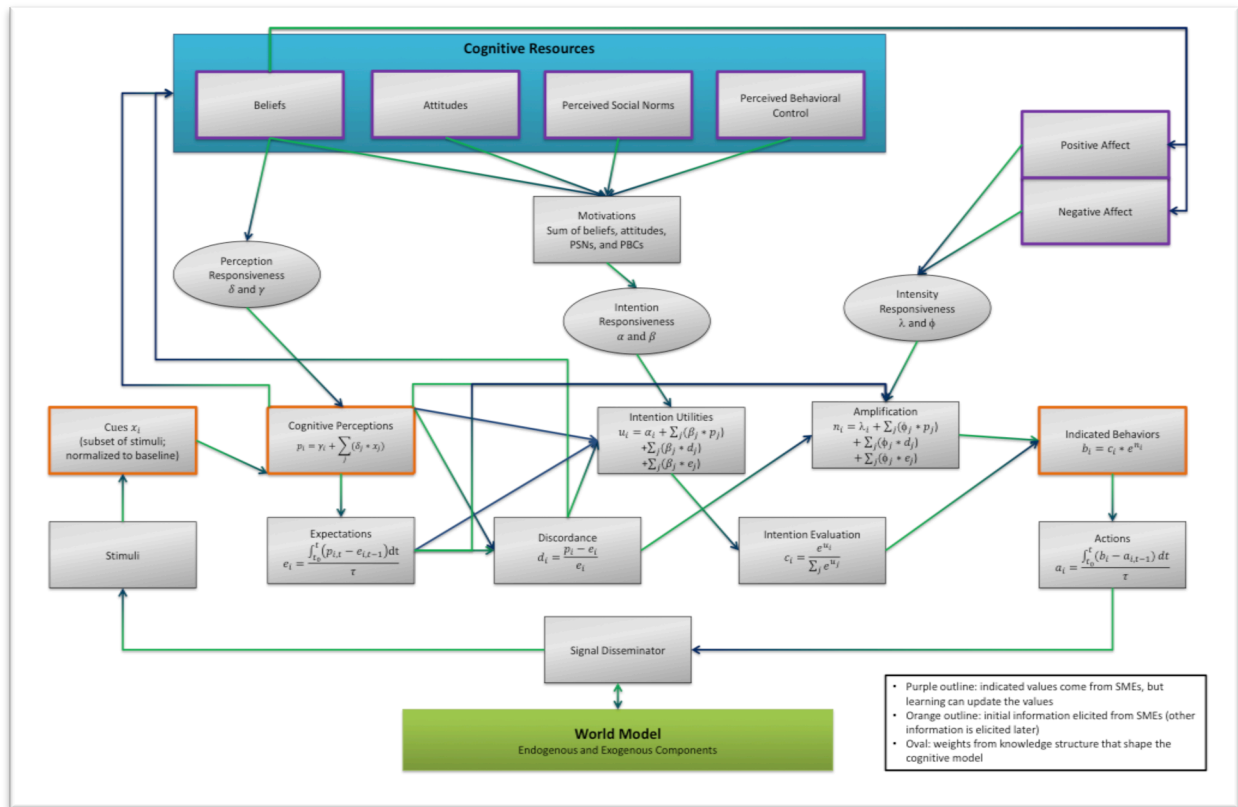 Cognitive Resources
Beliefs
Attitudes
Perceived Social Norms
Perceived Behavioral
Control
Positive Affect
Negative Affect
Motivations
Sum of beliefs, attitudes,
PSNs, and PBCs
Perception
Responsiveness
δ and γ
Intention
Responsiveness
α and β
Intensity
Responsiveness
λ and ϕ
Cues xᵢ
(subset of stimuli;
normalized to baseline)
Cognitive Perceptions
pᵢ = γᵢ + ∑ⱼ(δⱼ * xⱼ)
Intention Utilities
uᵢ = αᵢ + ∑ⱼ(βⱼ * pⱼ)
+∑ⱼ(βⱼ * dⱼ)
+∑ⱼ(βⱼ * eⱼ)
Amplification
nᵢ = λᵢ + ∑ⱼ(ϕⱼ * pⱼ)
+ ∑ⱼ(ϕⱼ * dⱼ)
+ ∑ⱼ(ϕⱼ * eⱼ)
Indicated Behaviors
bᵢ = cᵢ * e^{nᵢ}
Stimuli
Expectations
eᵢ = ∫_{t₀}^{t}(p_{i,t} − e_{i,t−1})dt / τ
Discordance
dᵢ = (pᵢ − eᵢ) / eᵢ
Intention Evaluation
cᵢ = e^{uᵢ} / ∑ⱼ e^{uⱼ}
Actions
aᵢ = ∫_{t₀}^{t}(bᵢ − a_{i,t−1}) dt / τ
Signal Disseminator
World Model
Endogenous and Exogenous Components
• Purple outline: indicated values come from SMEs, but
learning can update the values
• Orange outline: initial information elicited from SMEs (other
information is elicited later)
• Oval: weights from knowledge structure that shape the
cognitive model